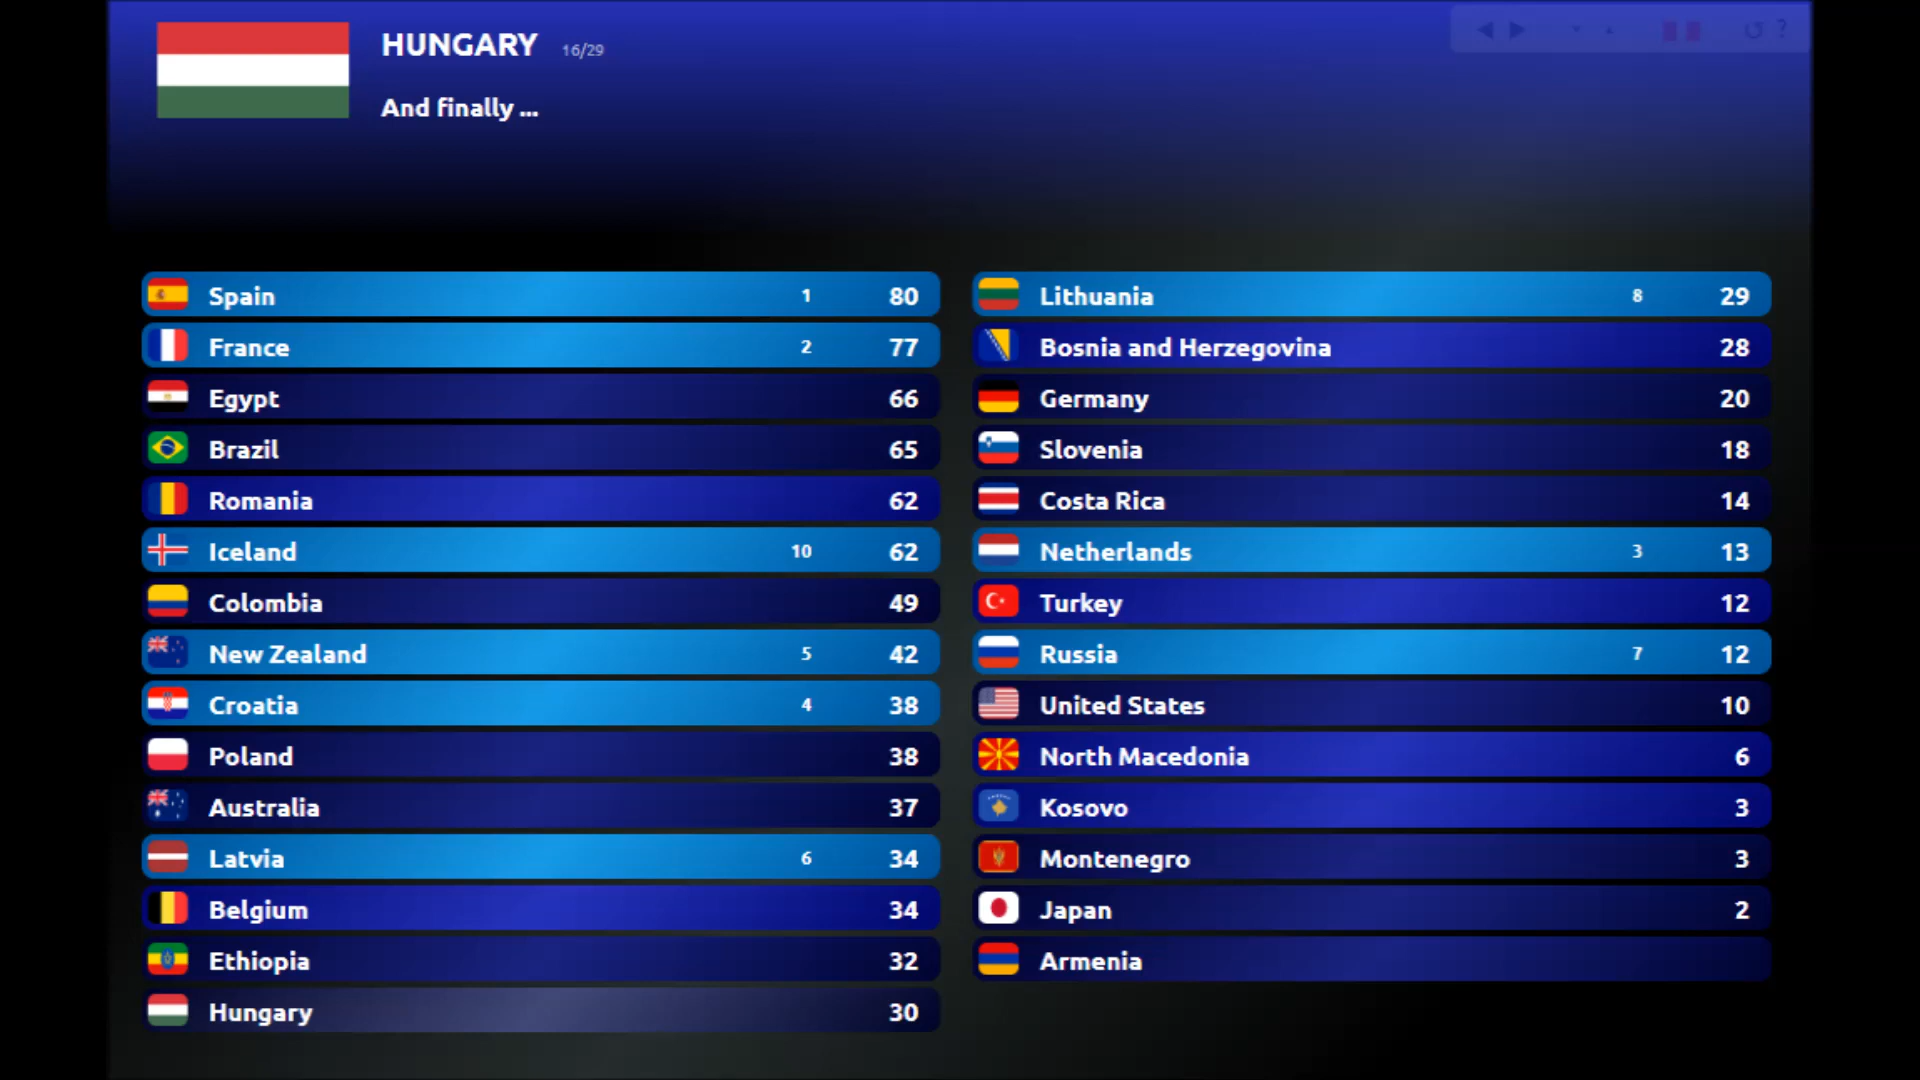 HUNGARY 16/29
And finally ...
?
Spain 1 80
France 2 77
Egypt 66
Brazil 65
Romania 62
Iceland 10 62
Colombia 49
New Zealand 5 42
Croatia 4 38
Poland 38
Australia 37
Latvia 6 34
Belgium 34
Ethiopia 32
Hungary 30
Lithuania 8 29
Bosnia and Herzegovina 28
Germany 20
Slovenia 18
Costa Rica 14
Netherlands 3 13
Turkey 12
Russia 7 12
United States 10
North Macedonia 6
Kosovo 3
Montenegro 3
Japan 2
Armenia